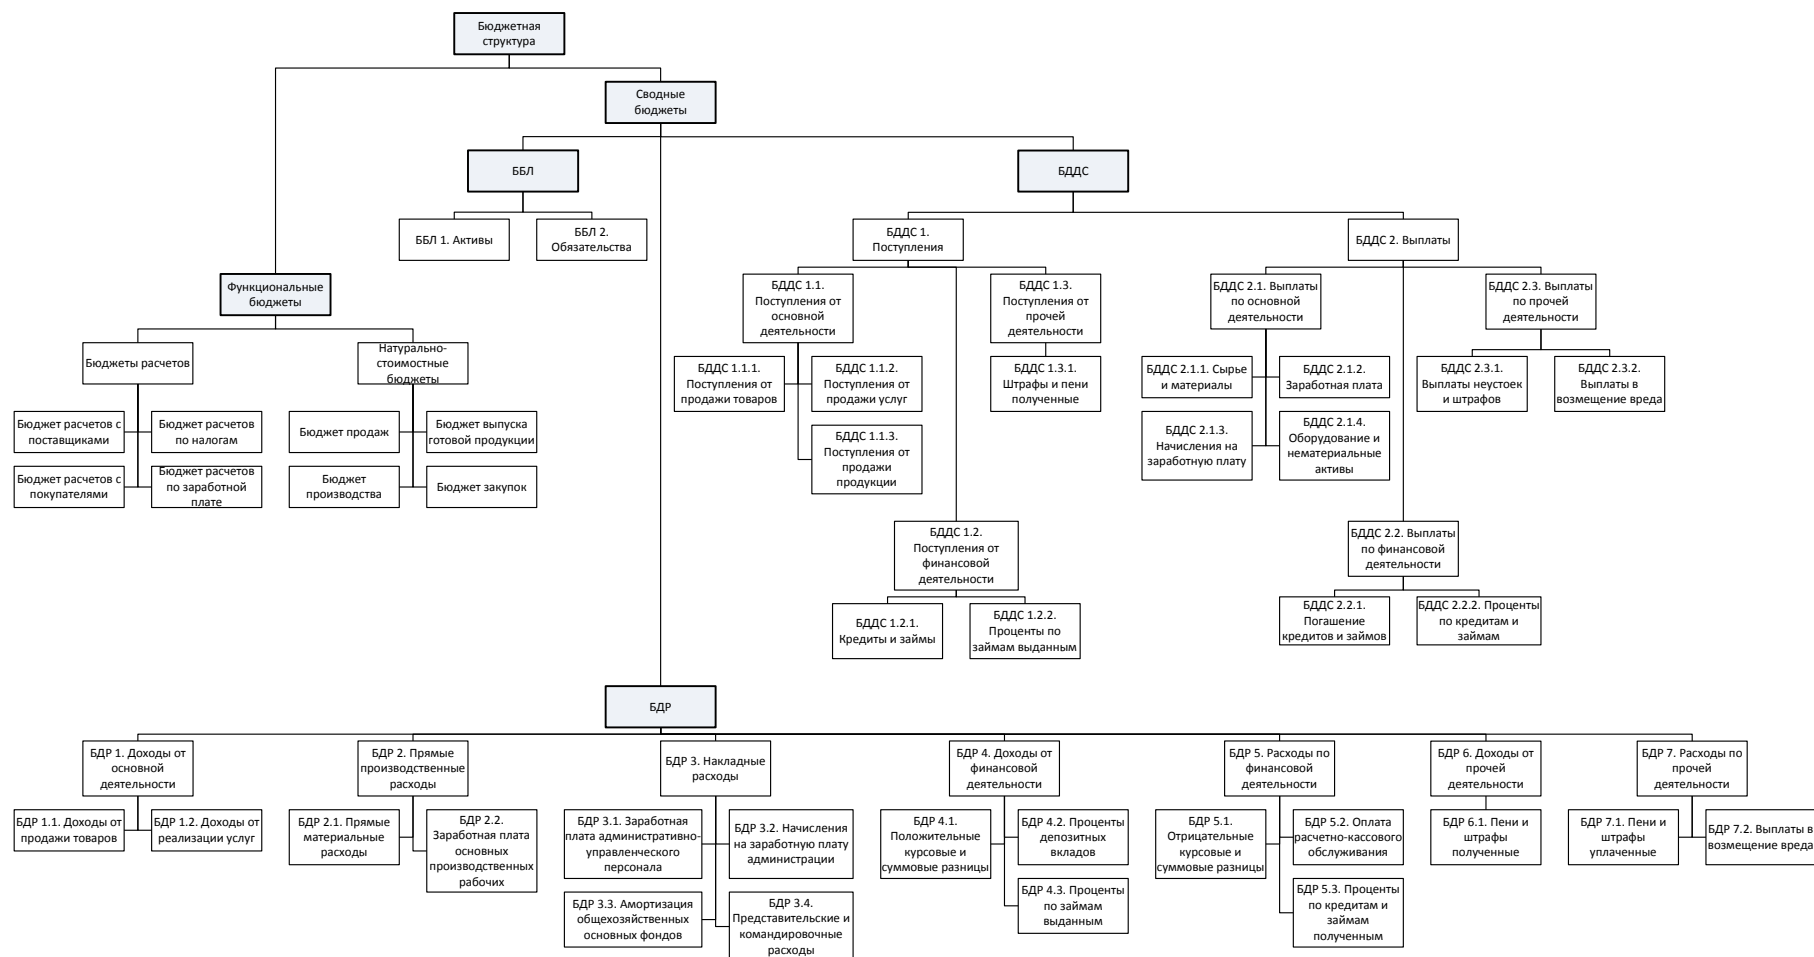 Бюджетная
структура
Сводные
бюджеты
ББЛ
БДДС
ББЛ 1. Активы
ББЛ 2.
Обязательства
БДДС 1.
Поступления
БДДС 2. Выплаты
Функциональные
бюджеты
БДДС 1.1.
Поступления от
основной
деятельности
БДДС 1.3.
Поступления от
прочей
деятельности
БДДС 2.1. Выплаты
по основной
деятельности
БДДС 2.3. Выплаты
по прочей
деятельности
Бюджеты расчетов
Натурально-
стоимостные
бюджеты
БДДС 1.1.1.
Поступления от
продажи товаров
БДДС 1.1.2.
Поступления от
продажи услуг
БДДС 1.3.1.
Штрафы и пени
полученные
БДДС 2.1.1. Сырье
и материалы
БДДС 2.1.2.
Заработная плата
БДДС 2.3.1.
Выплаты неустоек
и штрафов
БДДС 2.3.2.
Выплаты в
возмещение вреда
Бюджет расчетов с
поставщиками
Бюджет расчетов
по налогам
Бюджет продаж
Бюджет выпуска
готовой продукции
БДДС 1.1.3.
Поступления от
продажи
продукции
БДДС 2.1.3.
Начисления на
заработную плату
БДДС 2.1.4.
Оборудование и
нематериальные
активы
Бюджет расчетов с
покупателями
Бюджет расчетов
по заработной
плате
Бюджет
производства
Бюджет закупок
БДДС 1.2.
Поступления от
финансовой
деятельности
БДДС 2.2. Выплаты
по финансовой
деятельности
БДДС 1.2.1.
Кредиты и займы
БДДС 1.2.2.
Проценты по
займам выданным
БДДС 2.2.1.
Погашение
кредитов и займов
БДДС 2.2.2. Проценты
по кредитам и
займам
БДР
БДР 1. Доходы от
основной
деятельности
БДР 2. Прямые
производственные
расходы
БДР 3. Накладные
расходы
БДР 4. Доходы от
финансовой
деятельности
БДР 5. Расходы по
финансовой
деятельности
БДР 6. Доходы от
прочей
деятельности
БДР 7. Расходы по
прочей
деятельности
БДР 1.1. Доходы от
продажи товаров
БДР 1.2. Доходы от
реализации услуг
БДР 2.1. Прямые
материальные
расходы
БДР 2.2.
Заработная плата
основных
производственных
рабочих
БДР 3.1. Заработная
плата административно-
управленческого
персонала
БДР 3.2. Начисления
на заработную плату
администрации
БДР 4.1.
Положительные
курсовые и
суммовые разницы
БДР 4.2. Проценты
депозитных
вкладов
БДР 5.1.
Отрицательные
курсовые и
суммовые разницы
БДР 5.2. Оплата
расчетно-кассового
обслуживания
БДР 6.1. Пени и
штрафы
полученные
БДР 7.1. Пени и
штрафы
уплаченные
БДР 7.2. Выплаты в
возмещение вреда
БДР 3.3. Амортизация
общехозяйственных
основных фондов
БДР 3.4.
Представительские и
командировочные
расходы
БДР 4.3. Проценты
по займам
выданным
БДР 5.3. Проценты
по кредитам и
займам
полученным